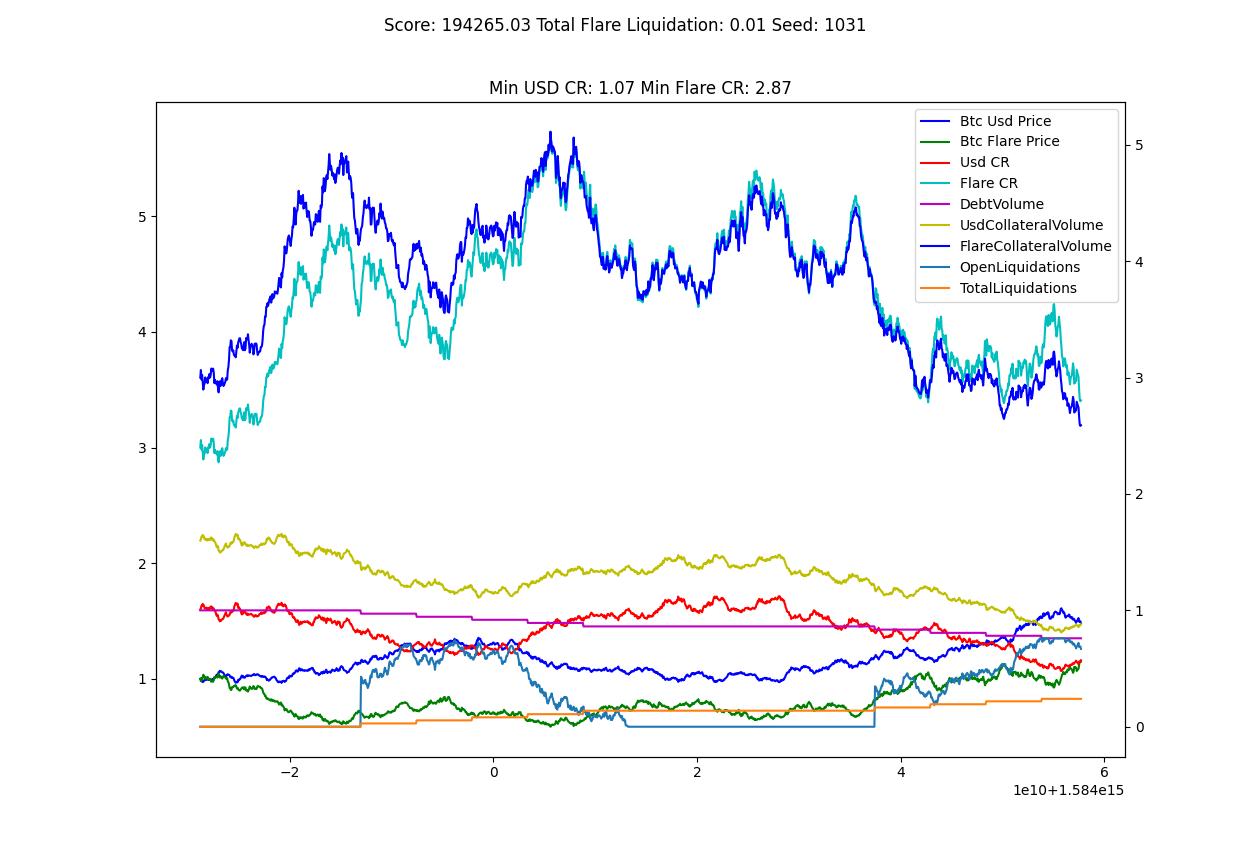 Score: 194265.03 Total Flare Liquidation: 0.01 Seed: 1031
Min USD CR: 1.07 Min Flare CR: 2.87
Btc Usd Price
Btc Flare Price
Usd CR
Flare CR
DebtVolume
UsdCollateralVolume
FlareCollateralVolume
OpenLiquidations
TotalLiquidations
5
4
3
2
1
5
4
3
2
1
0
−2
0
2
4
6
1e10+1.584e15